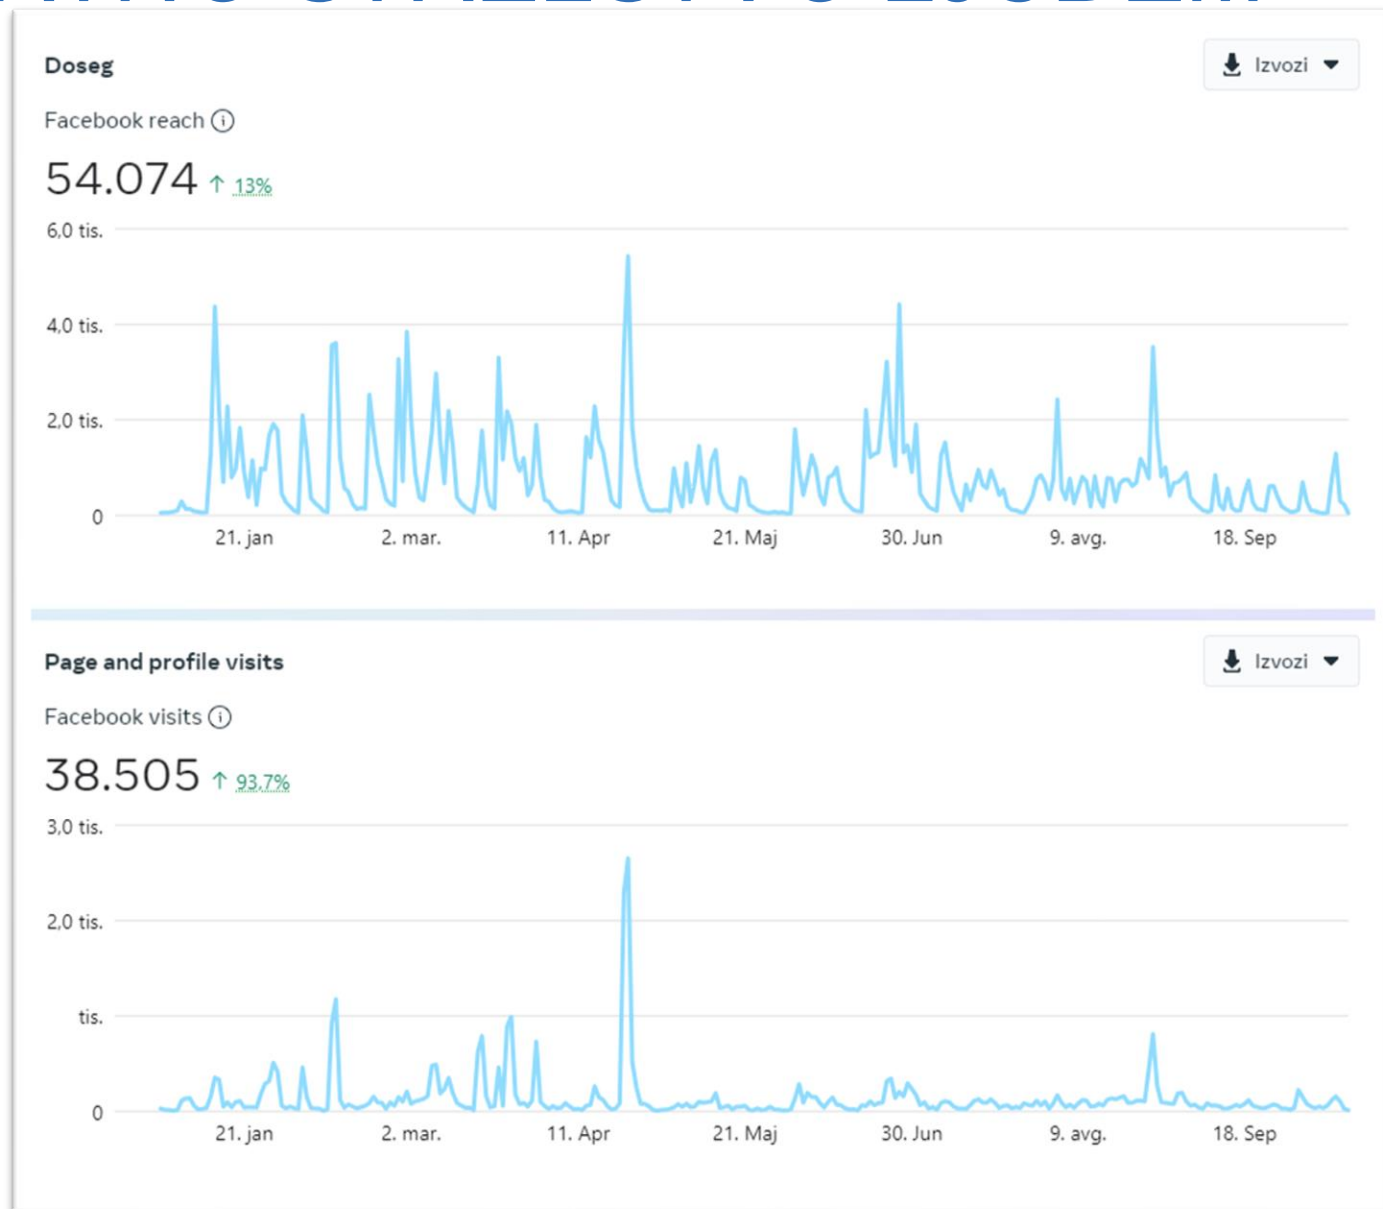 Doseg
Izvozi
Facebook reach
54.074 ↑ 13%
6,0 tis.
4,0 tis.
2,0 tis.
0
21. jan 2. mar. 11. Apr 21. Maj 30. Jun 9. avg. 18. Sep
Page and profile visits
Izvozi
Facebook visits
38.505 ↑ 93,7%
3,0 tis.
2,0 tis.
tis.
0
21. jan 2. mar. 11. Apr 21. Maj 30. Jun 9. avg. 18. Sep